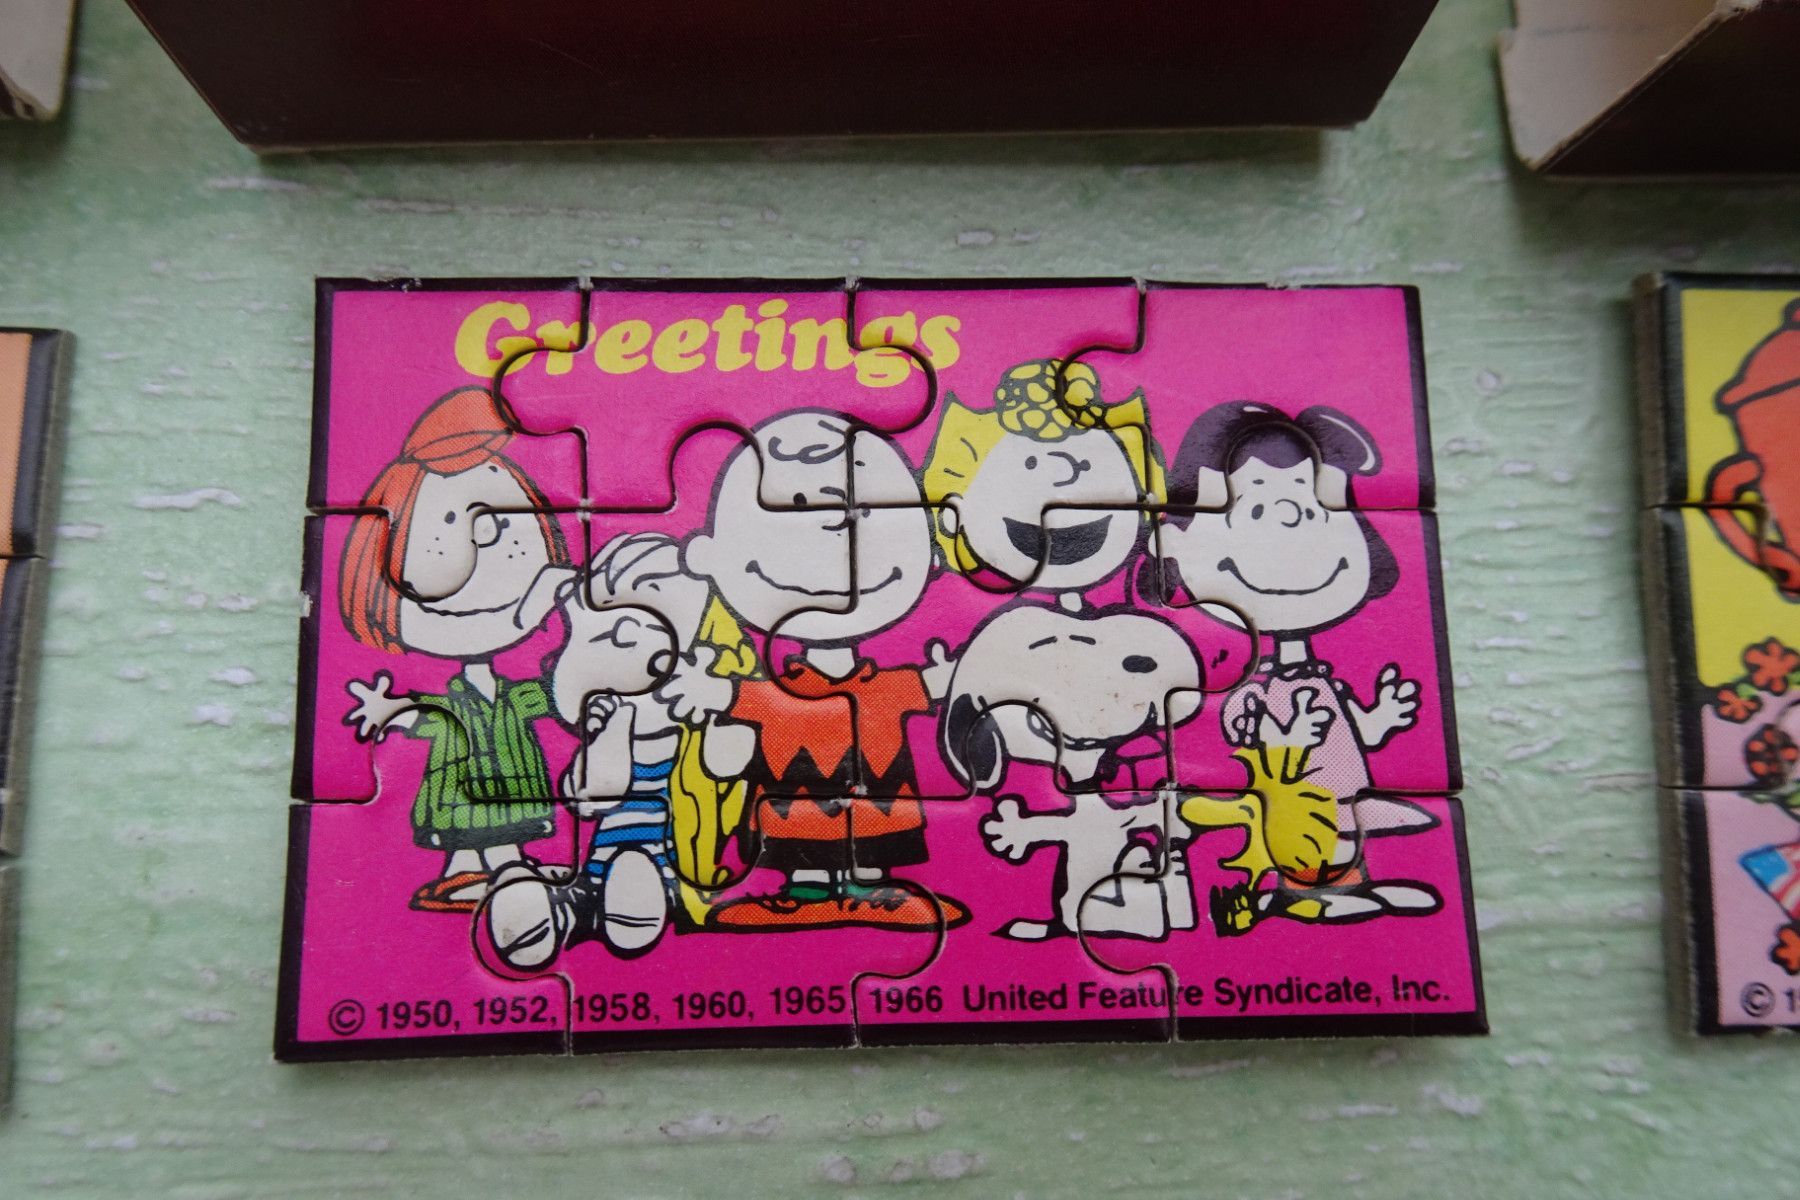 Greetings
© 1950, 1952, 1958, 1960, 1965, 1966 United Feature Syndicate, Inc.